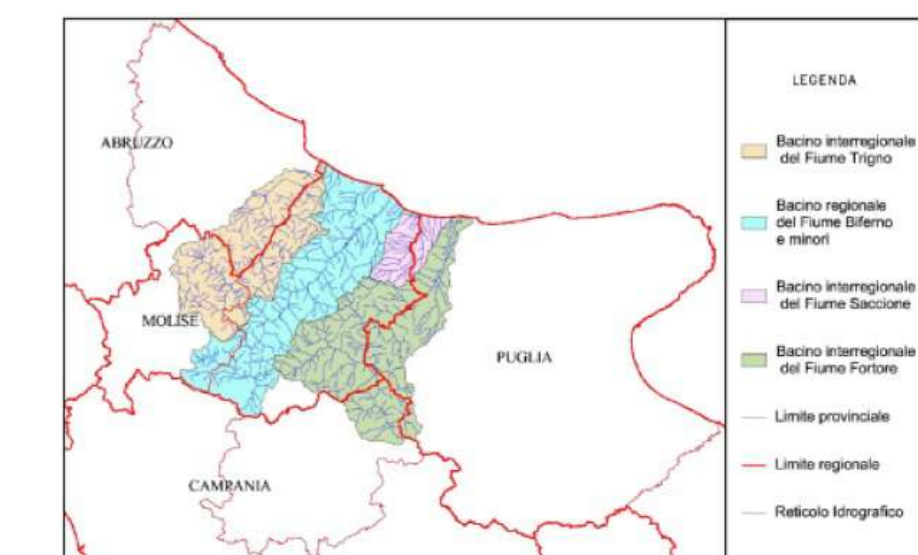 ABRUZZO
MOLISE
PUGLIA
CAMPANIA
LEGENDA
Bacino interregionale
del Fiume Trigno
Bacino regionale
del Fiume Biferno
e minori
Bacino interregionale
del Fiume Saccione
Bacino interregionale
del Fiume Fortore
Limite provinciale
Limite regionale
Reticolo Idrografico